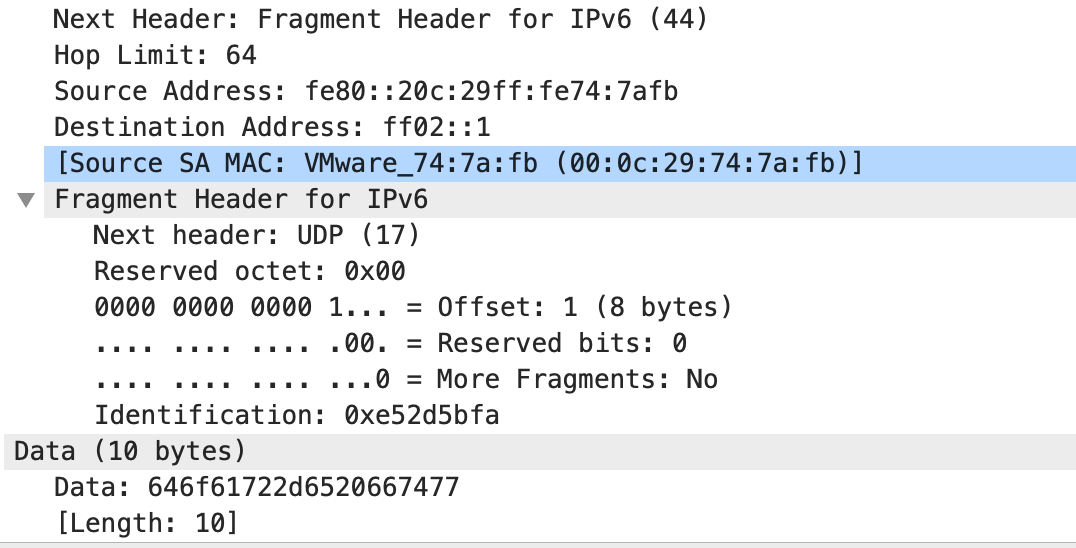 Next Header: Fragment Header for IPv6 (44)
Hop Limit: 64
Source Address: fe80::20c:29ff:fe74:7afb
Destination Address: ff02::1
[Source SA MAC: VMware_74:7a:fb (00:0c:29:74:7a:fb)]
Fragment Header for IPv6
Next header: UDP (17)
Reserved octet: 0x00
0000 0000 0000 1... = Offset: 1 (8 bytes)
.... .... .... .00. = Reserved bits: 0
.... .... .... ...0 = More Fragments: No
Identification: 0xe52d5bfa
Data (10 bytes)
Data: 646f61722d6520667477
[Length: 10]